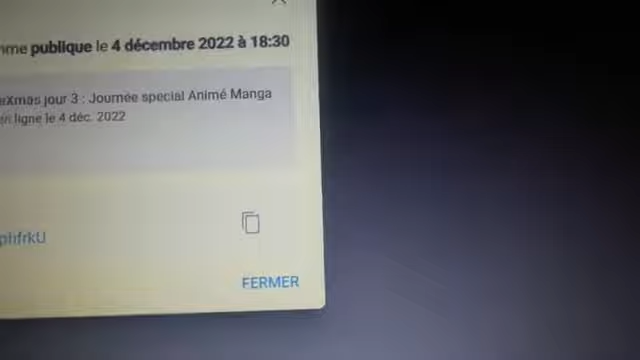 publique le 4 décembre 2022 à 18:30
jour 3 : Journée special Animé Manga
en ligne le 4 déc. 2022
FERMER